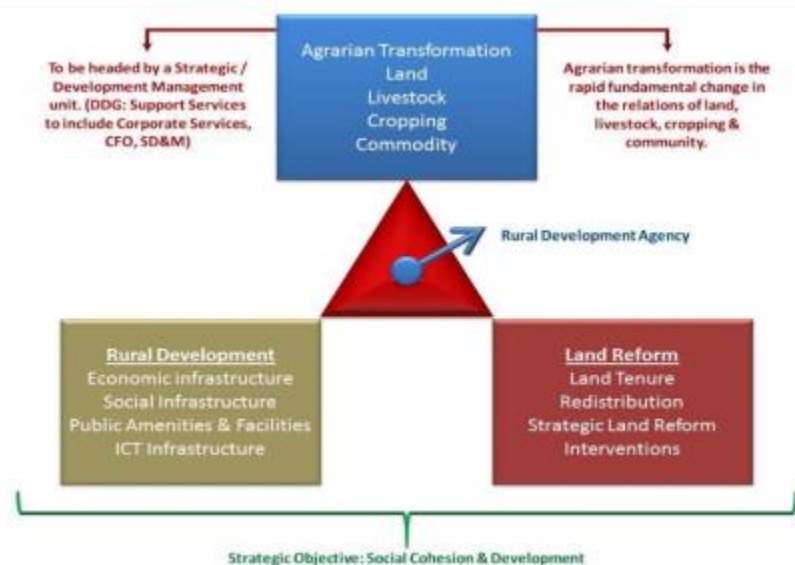 Agrarian Transformation
Land
Livestock
Cropping
Commodity
To be headed by a Strategic /
Development Management
unit. (DDG: Support Services
to include Corporate Services,
CFO, SD&M)
Agrarian transformation is the
rapid fundamental change in
the relations of land,
livestock, cropping &
community.
Rural Development Agency
Rural Development
Economic infrastructure
Social Infrastructure
Public Amenities & Facilities
ICT Infrastructure
Land Reform
Land Tenure
Redistribution
Strategic Land Reform
Interventions
Strategic Objective: Social Cohesion & Development